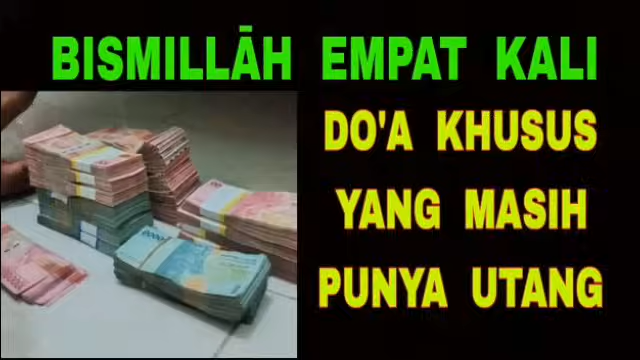 BISMILLĀH EMPAT KALI
DO'A KHUSUS
YANG MASIH
PUNYA UTANG